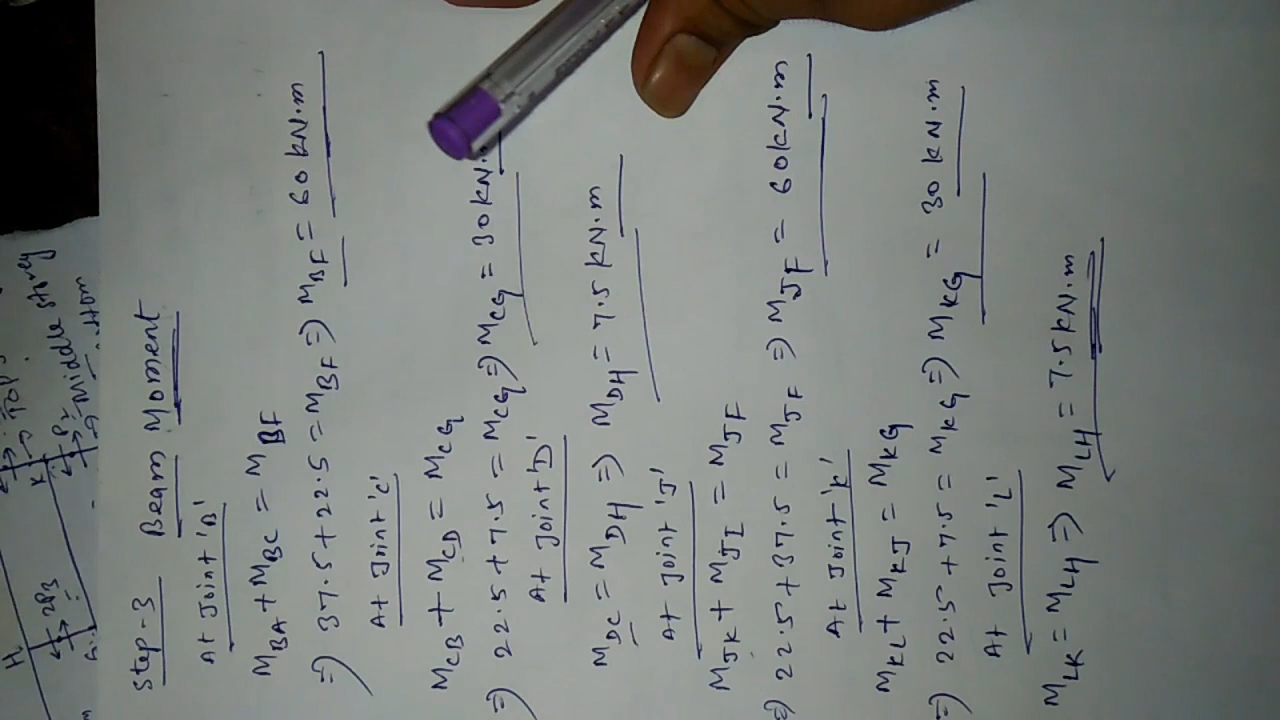 Step-3 Beam Moment
At Joint 'B'
MBA + MBC = MBF
⇒ 37.5 + 22.5 = MBF ⇒ MBF = 60 kN.m
At Joint 'C'
MCB + MCD = MCG
⇒ 22.5 + 7.5 = MCG ⇒ MCG = 30 kN.
At Joint 'D'
MDC = MDH ⇒ MDH = 7.5 kN.m
At Joint 'J'
MJK + MJI = MJF
⇒ 22.5 + 37.5 = MJF ⇒ MJF = 60 kN.m
At Joint 'K'
MKL + MKJ = MKG
⇒ 22.5 + 7.5 = MKG ⇒ MKG = 30 kN.m
At Joint 'L'
MLK = MLH ⇒ MLH = 7.5 kN.m
H
2P3
K
Top
P2
Middle storey